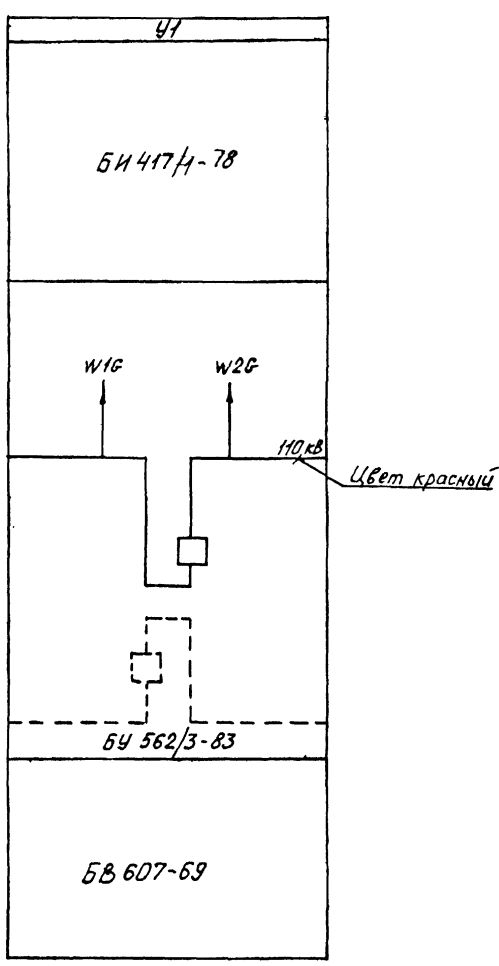 У1
БИ 417/1-78
W1G
W2G
110 кв
Цвет красный
БУ 562/3-83
БВ 607-69